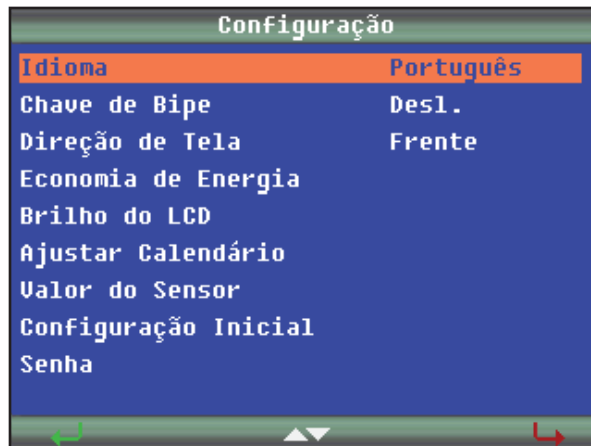 Configuração
Idioma Português
Chave de Bipe Desl.
Direção de Tela Frente
Economia de Energia
Brilho do LCD
Ajustar Calendário
Valor do Sensor
Configuração Inicial
Senha